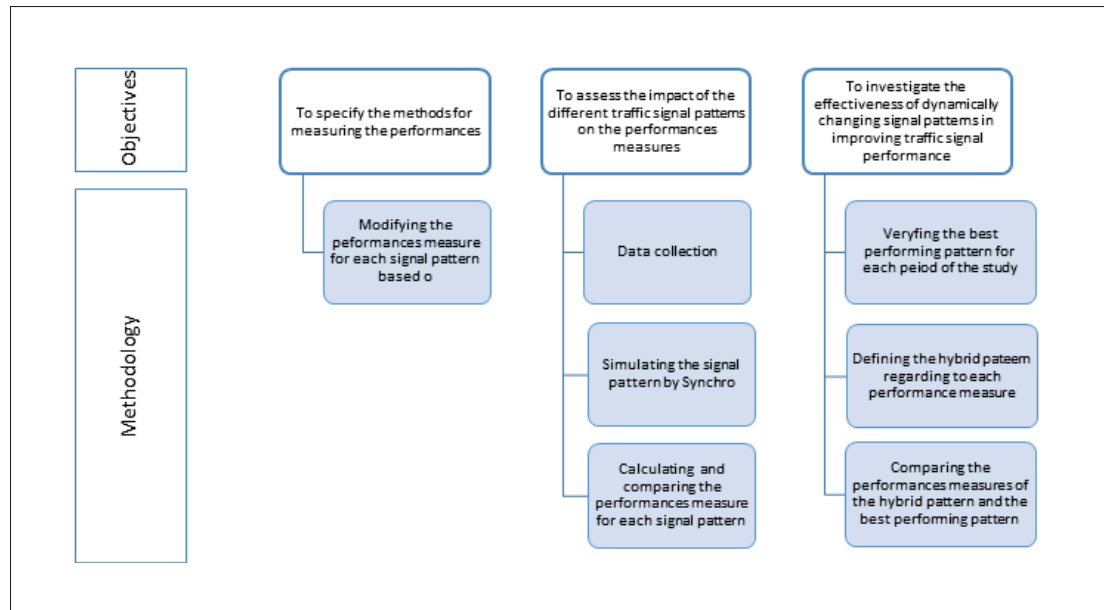 Objectives
To specify the methods for
measuring the performances
To assess the impact of the
different traffic signal patterns
on the performances
measures
To investigate the
effectiveness of dynamically
changing signal patterns in
improving traffic signal
performance
Methodology
Modifying the
peformances measure
for each signal pattern
based o
Data collection
Simulating the signal
pattern by Synchro
Calculating and
comparing the
performances measure
for each signal pattern
Veryfing the best
performing pattern for
each peiod of the study
Defining the hybrid pateem
regarding to each
performance measure
Comparing the
performances measures of
the hybrid pattern and the
best performing pattern